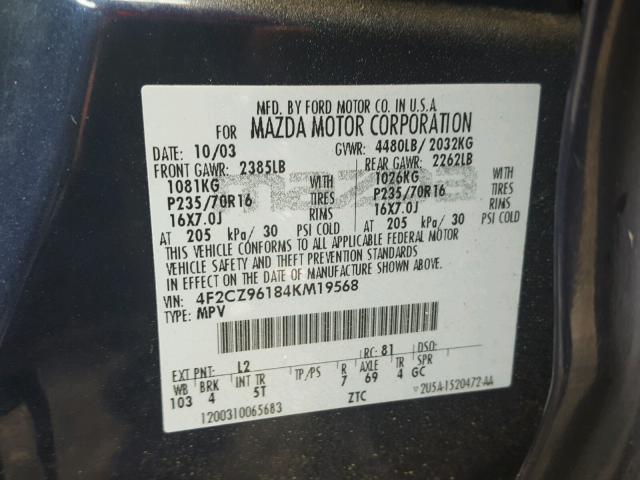 MFD. BY FORD MOTOR CO. IN U.S.A.
FOR MAZDA MOTOR CORPORATION
DATE: 10/03 GVWR: 4480LB/2032KG
FRONT GAWR: 2385LB REAR GAWR: 2262LB
1081KG WITH 1026KG WITH
P235/70R16 TIRES P235/70R16 TIRES
16X7.0J RIMS 16X7.0J RIMS
AT 205 kPa/ 30 PSI COLD AT 205 kPa/ 30 PSI COLD
THIS VEHICLE CONFORMS TO ALL APPLICABLE FEDERAL MOTOR
VEHICLE SAFETY AND THEFT PREVENTION STANDARDS
IN EFFECT ON THE DATE OF MANUFACTURE SHOWN ABOVE.
VIN: 4F2CZ96184KM19568
TYPE: MPV
EXT PNT: L2 RC: 81 DSO:
WB BRK INT TR TP/PS R AXLE TR SPR
103 4 5T 7 69 4 GC
1200310065683 ZTC 2U5A-1520472-AA